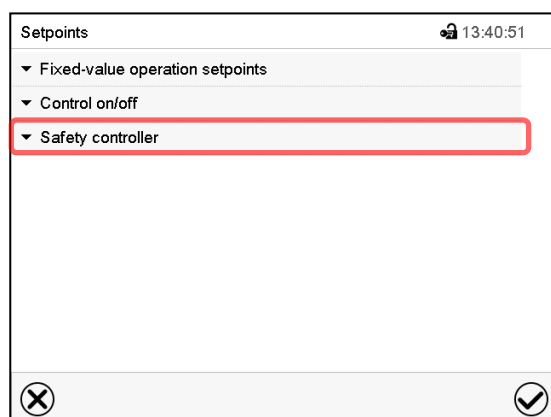 Setpoints 13:40:51
Fixed-value operation setpoints
Control on/off
Safety controller